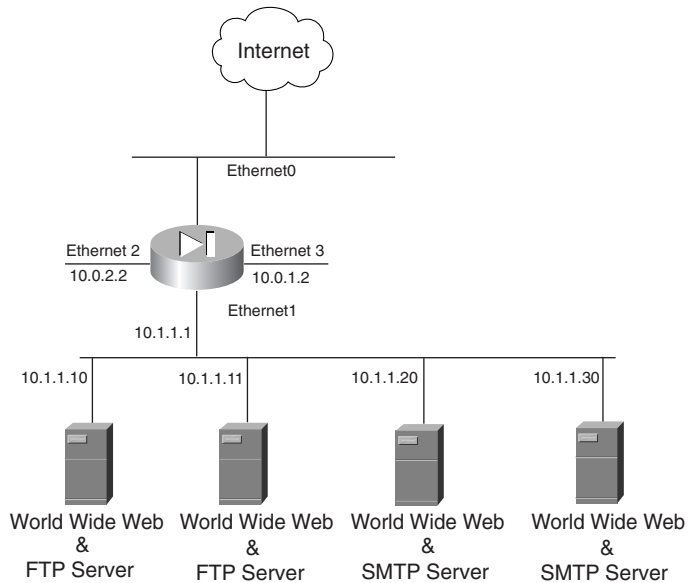 Internet
Ethernet0
Ethernet 2
Ethernet 3
10.0.2.2
10.0.1.2
Ethernet1
10.1.1.1
10.1.1.10
10.1.1.11
10.1.1.20
10.1.1.30
World Wide Web
&
FTP Server
World Wide Web
&
FTP Server
World Wide Web
&
SMTP Server
World Wide Web
&
SMTP Server